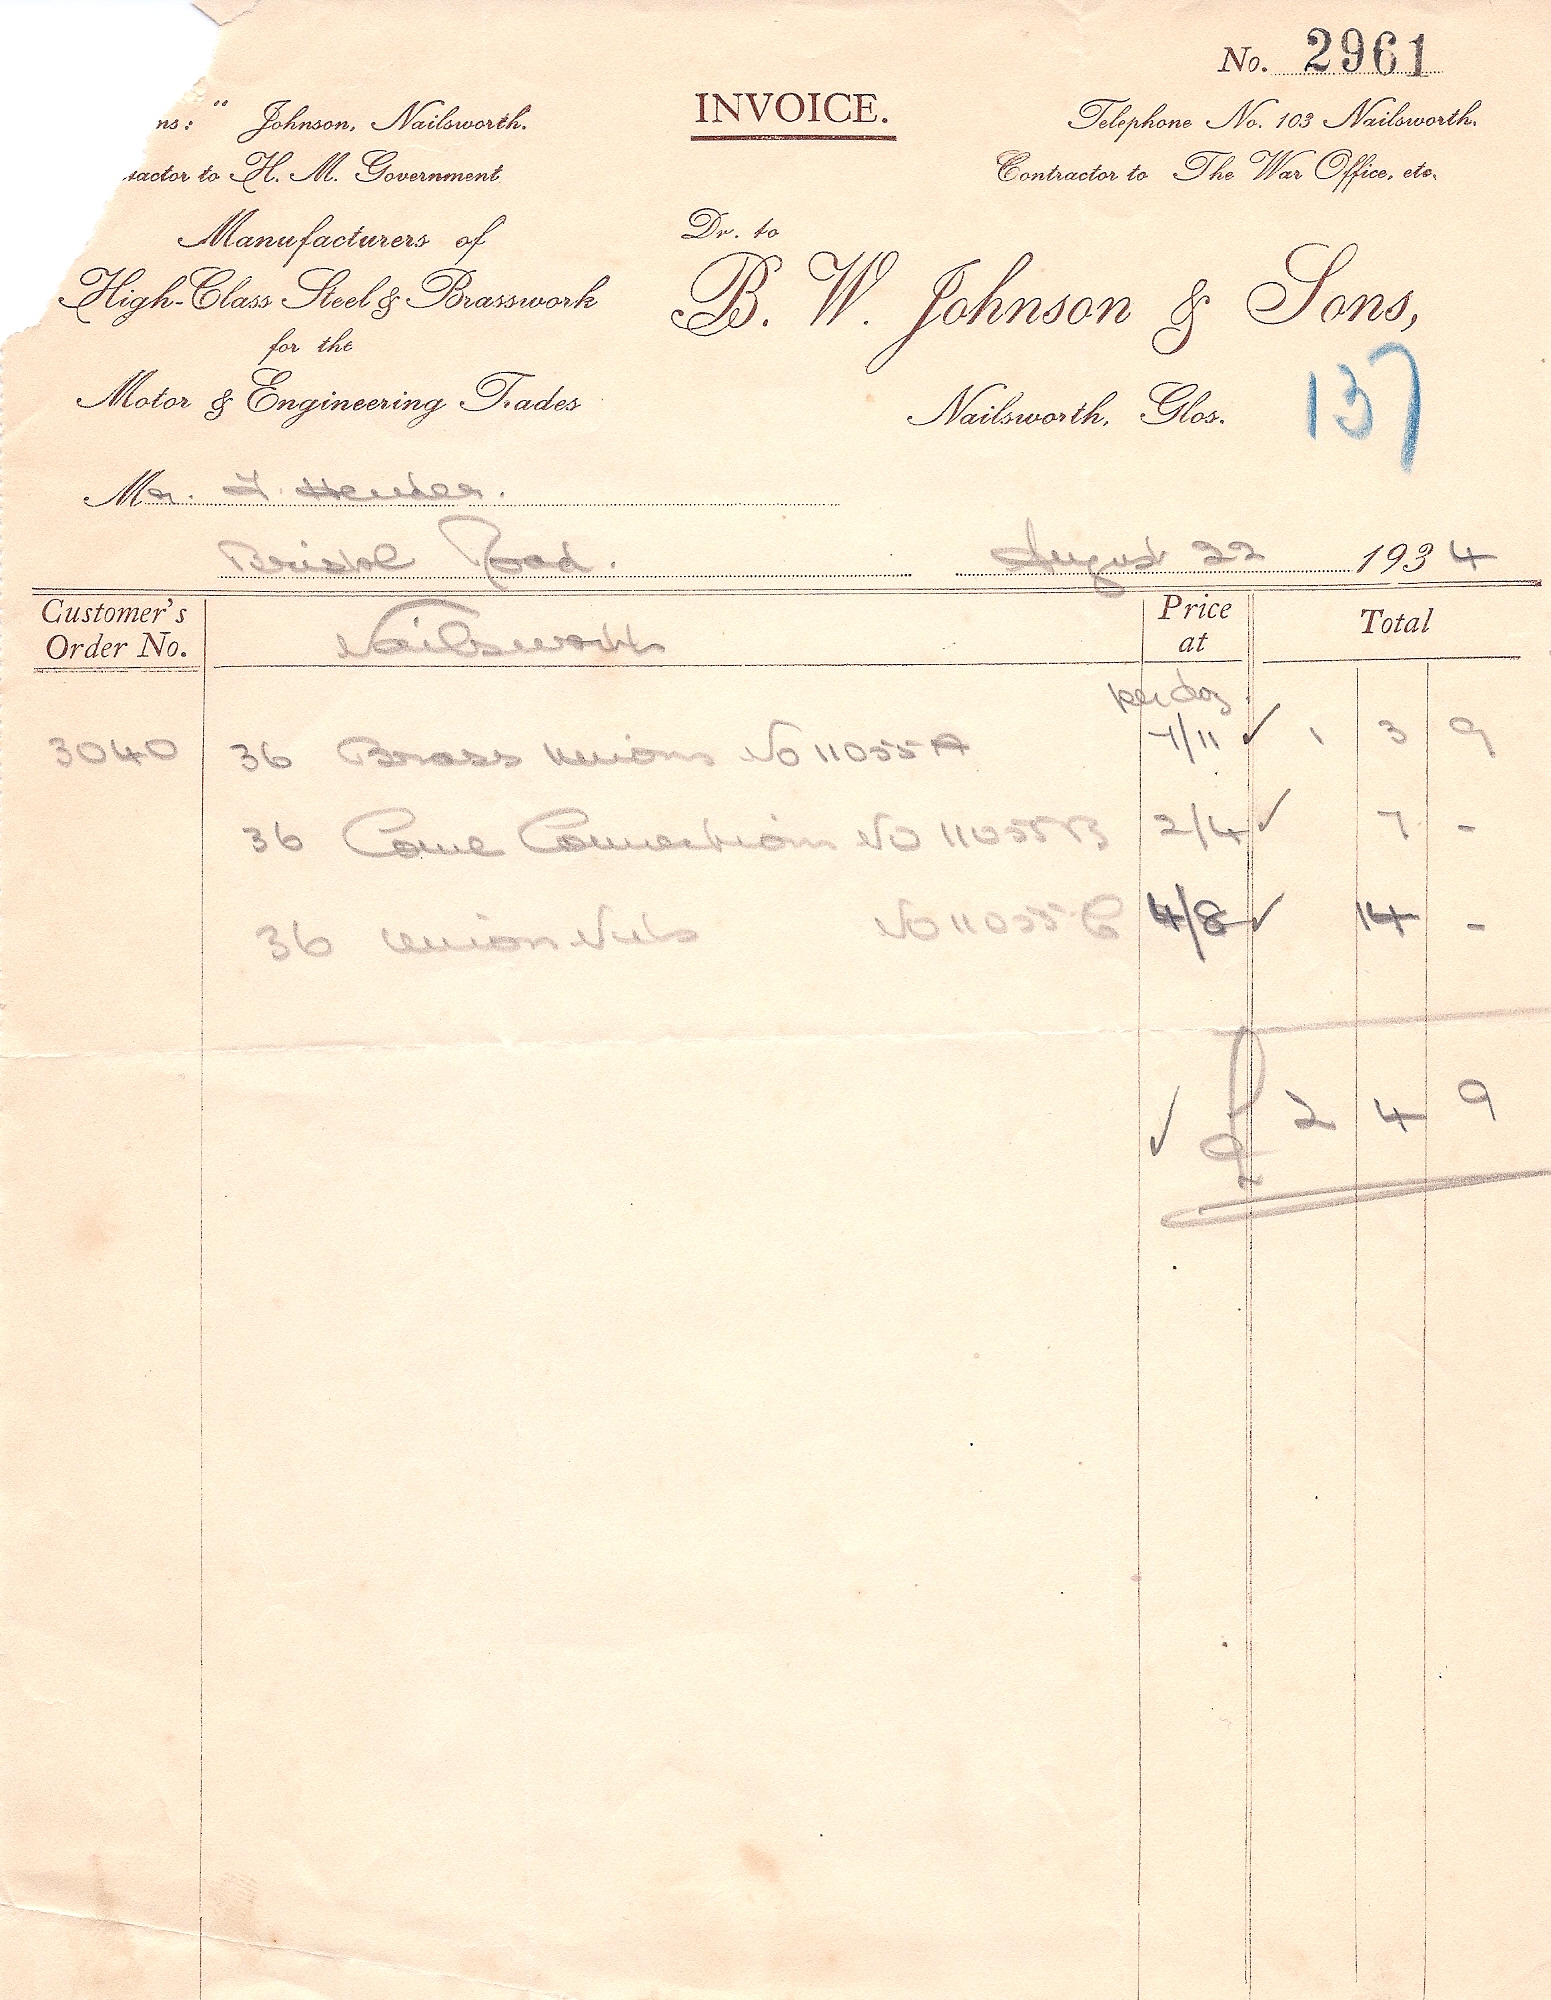 No. 2961
ns: " Johnson, Nailsworth.
INVOICE.
Telephone No. 103 Nailsworth.
actor to H. M. Government
Contractor to The War Office, etc.
Manufacturers of
High-Class Steel & Brasswork
for the
Motor & Engineering Trades
Dr. to
B. W. Johnson & Sons,
Nailsworth, Glos.
137
Mr.
Bristol Road.
August 22 1934
Customer's Order No.
Nailsworth
Price at
Total
per doz.
3040 36 Brass Unions No 11055A 7/11 ✓ 1 3 9
36 Cone Connections No 11055B 2/4 ✓ 7 -
36 Union Nuts No 11055C 4/8 ✓ 14 -
✓ £ 2 4 9